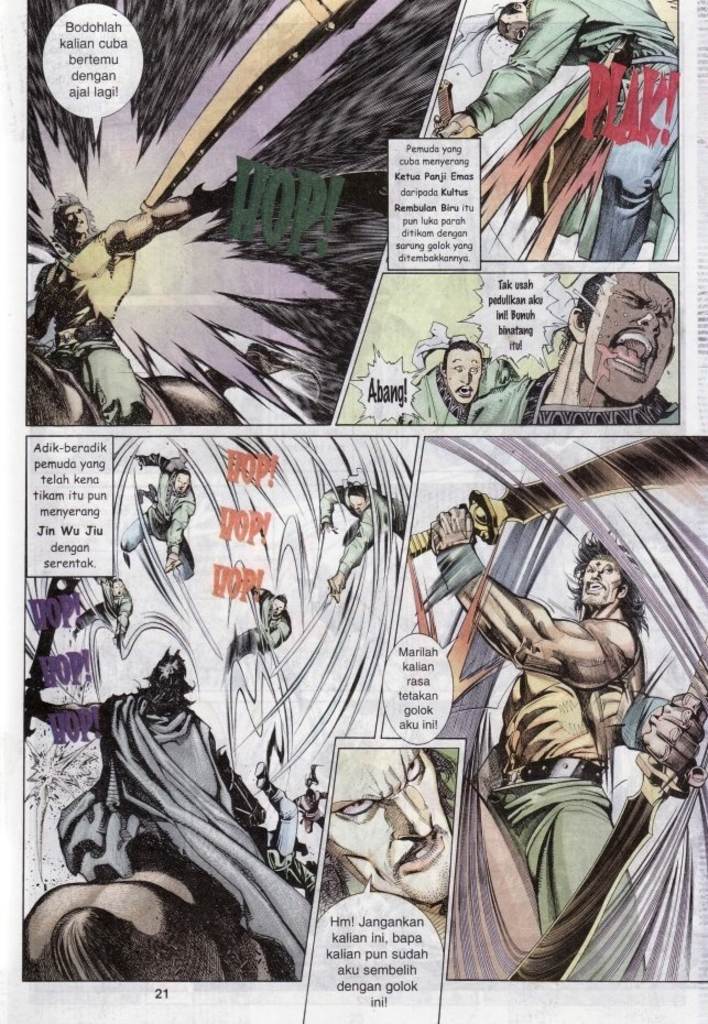 Bodohlah
kalian cuba
bertemu
dengan
ajal lagi!
HOP!
PLAK!
Pemuda yang
cuba menyerang
Ketua Panji Emas
daripada Kultus
Rembulan Biru itu
pun luka parah
ditikam dengan
sarung golok yang
ditembakkannya.
Tak usah
pedulikan aku
ini! Bunuh
binatang
itu!
Abang!
Adik-beradik
pemuda yang
telah kena
tikam itu pun
menyerang
Jin Wu Jiu
dengan
serentak.
HOP!
HOP!
HOP!
HOP!
HOP!
HOP!
Marilah
kalian
rasa
tetakan
golok
aku ini!
Hm! Jangankan
kalian ini, bapa
kalian pun sudah
aku sembelih
dengan golok
ini!
21